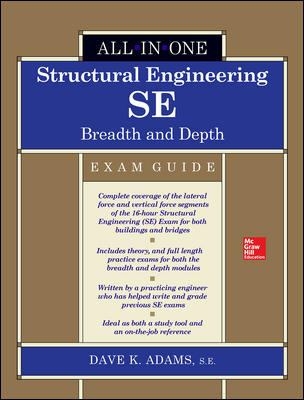 ALL•IN•ONE
Structural Engineering
SE
Breadth and Depth
EXAM GUIDE
Complete coverage of the lateral
force and vertical force segments
of the 16-hour Structural
Engineering (SE) Exam for both
buildings and bridges
Includes theory, and full length
practice exams for both the
breadth and depth modules
Written by a practicing engineer
who has helped write and grade
previous SE exams
Ideal as both a study tool and
an on-the-job reference
Mc
Graw
Hill
Education
DAVE K. ADAMS, S.E.